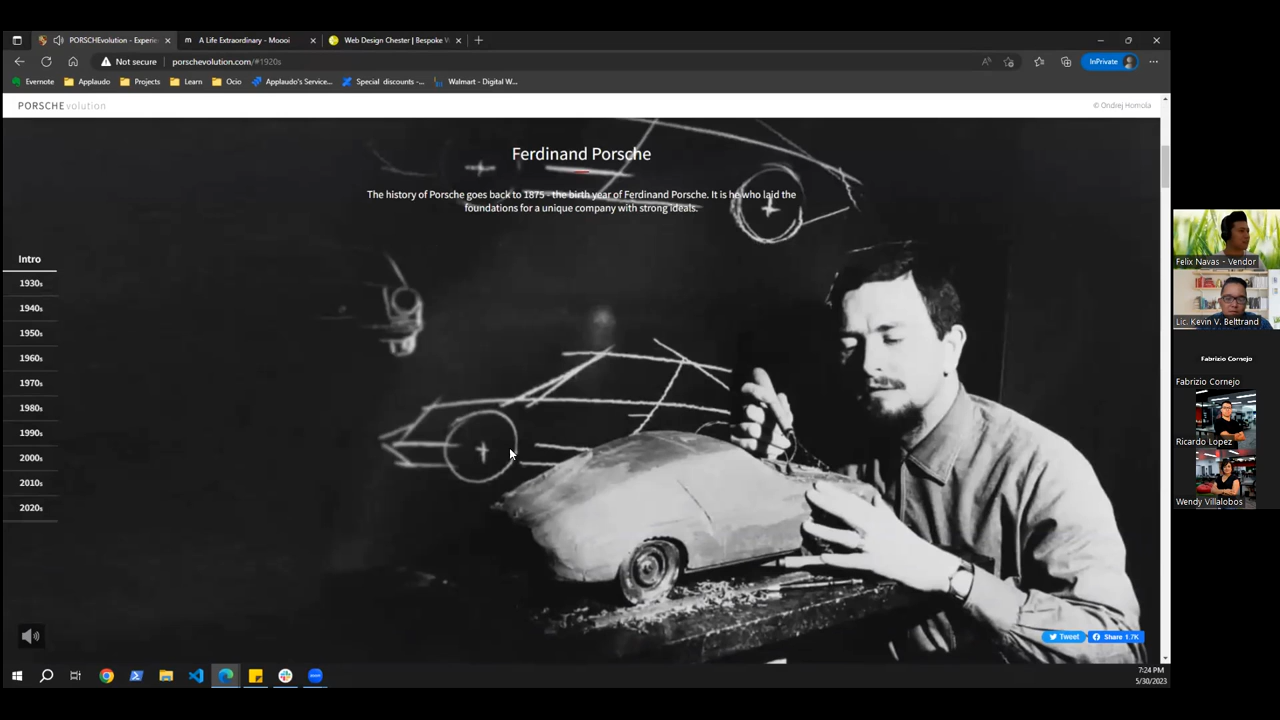 PORSCHEvolution - Experie
A Life Extraordinary - Moooi
Web Design Chester | Bespoke W
Not secure
porschevolution.com/#1920s
InPrivate
Evernote
Applaudo
Projects
Learn
Ocio
Applaudo's Service...
Special discounts -...
Walmart - Digital W...
PORSCHEvolution
© Ondrej Homola
Ferdinand Porsche
The history of Porsche goes back to 1875 - the birth year of Ferdinand Porsche. It is he who laid the
foundations for a unique company with strong ideals.
Intro
1930s
1940s
1950s
1960s
1970s
1980s
1990s
2000s
2010s
2020s
Tweet
Share 1.7K
7:24 PM
5/30/2023
Felix Navas - Vendor
Lic. Kevin V. Belttrand
Fabrizio Cornejo
Fabrizio Cornejo
Ricardo Lopez
Wendy Villalobos